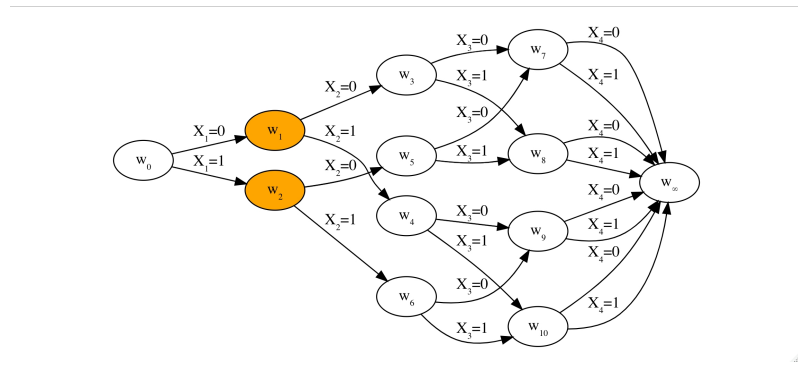 X₃=0
w₇
X₄=0
w₃
X₃=1
X₄=1
X₂=0
X₁=0
w₁
X₂=1
X₃=0
X₄=0
w₀
X₁=1
X₂=0
w₅
X₃=1
w₈
X₄=1
w₂
w∞
X₂=1
w₄
X₃=0
X₄=0
X₃=1
w₉
X₄=1
X₄=0
w₆
X₃=0
X₃=1
w₁₀
X₄=1